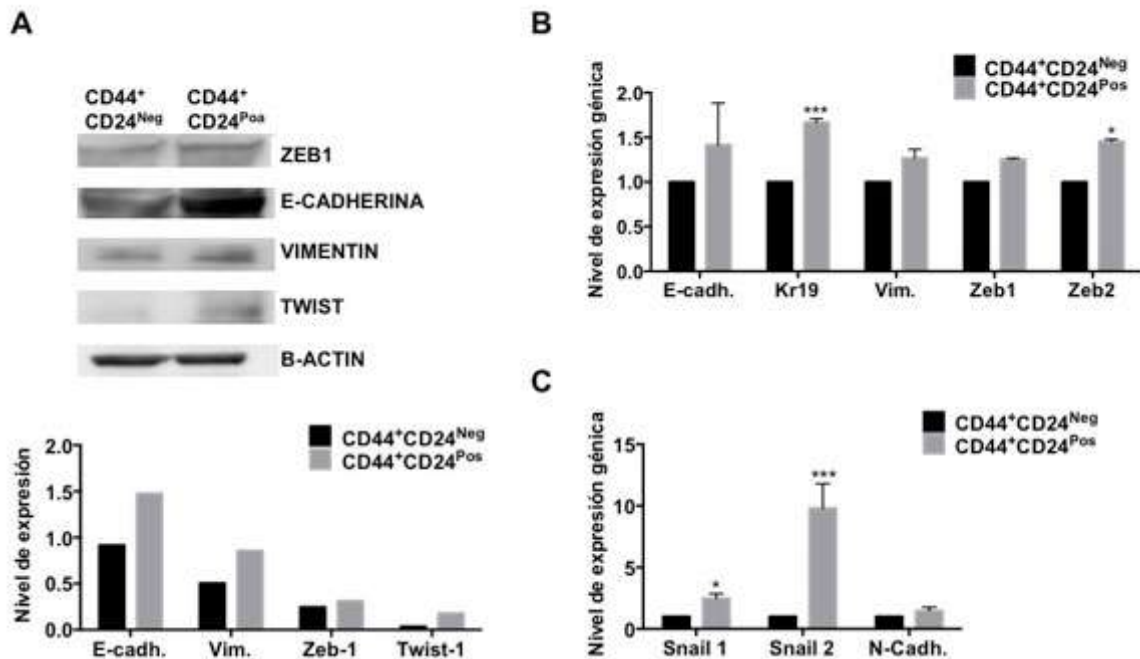 A
CD44+ CD24Neg
CD44+ CD24Poa
ZEB1
E-CADHERINA
VIMENTIN
TWIST
B-ACTIN
CD44+CD24Neg
CD44+CD24Pos
Nivel de expresión
2.0
1.5
1.0
0.5
0.0
E-cadh. Vim. Zeb-1 Twist-1
B
CD44+CD24Neg
CD44+CD24Pos
Nivel de expresión génica
2.0
*** *
1.5
1.0
0.5
0.0
E-cadh. Kr19 Vim. Zeb1 Zeb2
C
CD44+CD24Neg
CD44+CD24Pos
Nivel de expresión génica
15
***
10
5
*
0
Snail 1 Snail 2 N-Cadh.